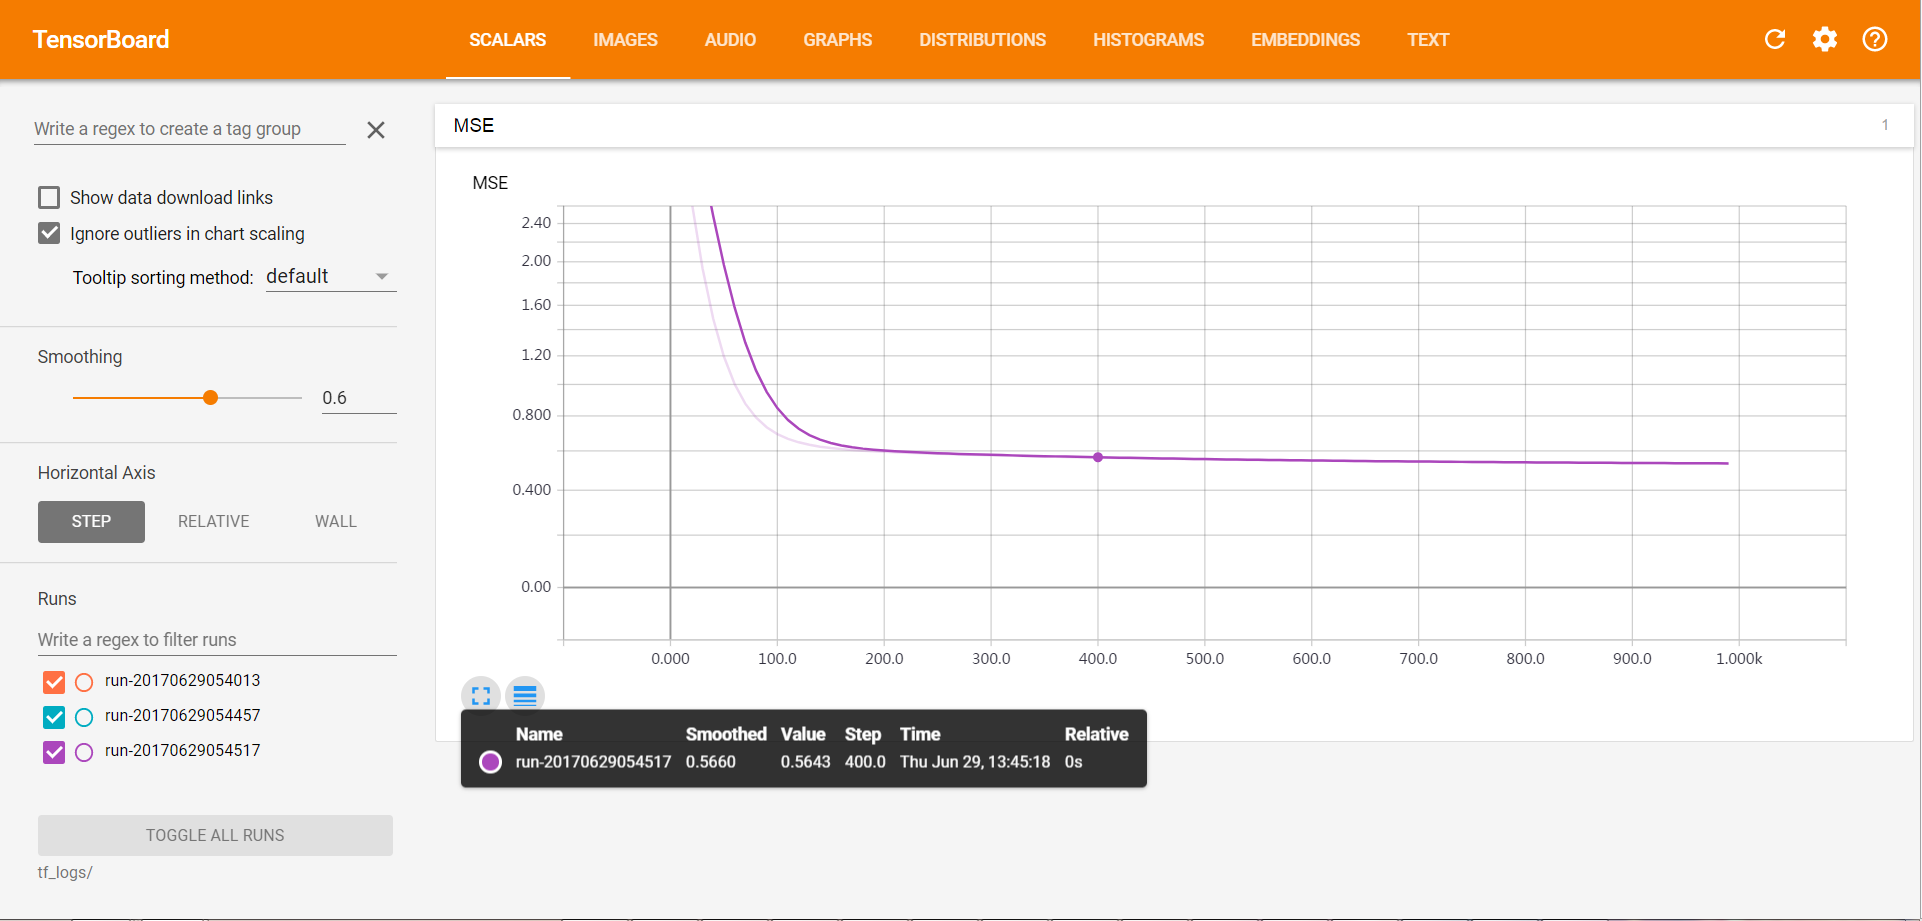 TensorBoard SCALARS IMAGES AUDIO GRAPHS DISTRIBUTIONS HISTOGRAMS EMBEDDINGS TEXT
Write a regex to create a tag group
Show data download links
Ignore outliers in chart scaling
Tooltip sorting method: default
Smoothing
0.6
Horizontal Axis
STEP RELATIVE WALL
Runs
Write a regex to filter runs
run-20170629054013
run-20170629054457
run-20170629054517
TOGGLE ALL RUNS
tf_logs/
MSE 1
MSE
2.40
2.00
1.60
1.20
0.800
0.400
0.00
0.000 100.0 200.0 300.0 400.0 500.0 600.0 700.0 800.0 900.0 1.000k
Name Smoothed Value Step Time Relative
run-20170629054517 0.5660 0.5643 400.0 Thu Jun 29, 13:45:18 0s